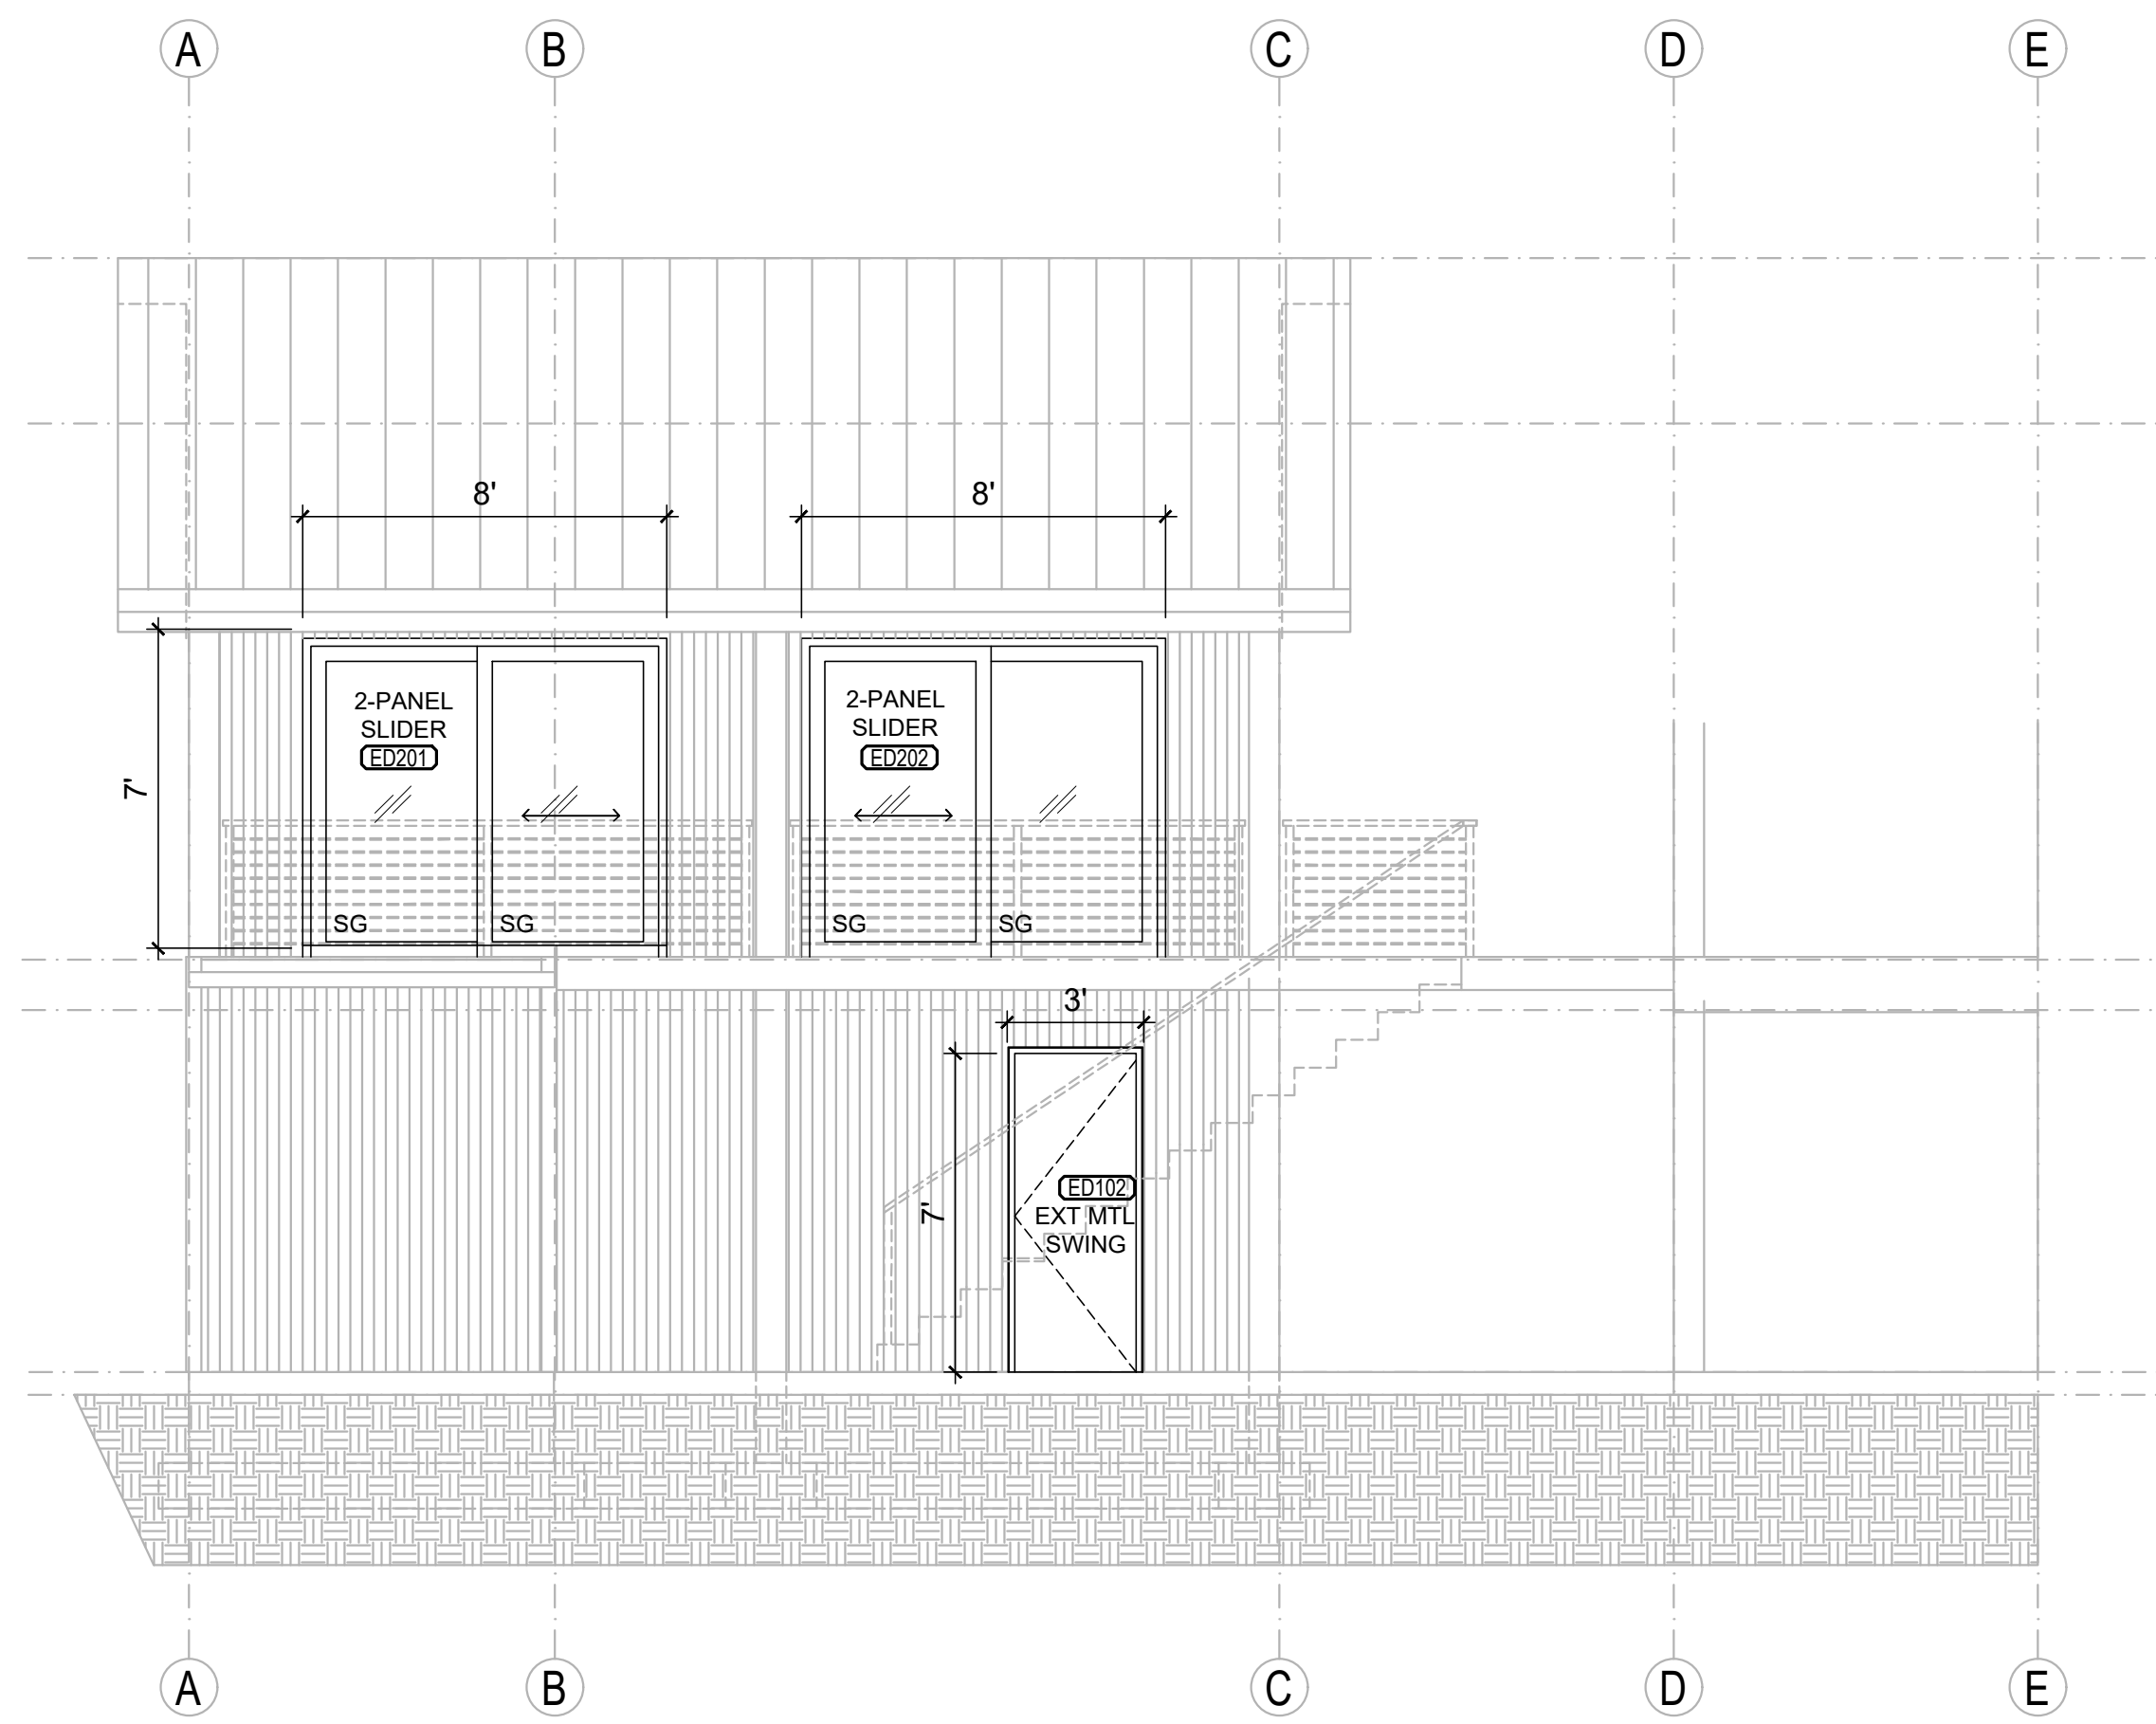 A B C D E
8' 8'
2-PANEL
SLIDER
ED201
2-PANEL
SLIDER
ED202
7'
SG SG SG SG
3'
7'
ED102
EXT MTL
SWING
A B C D E